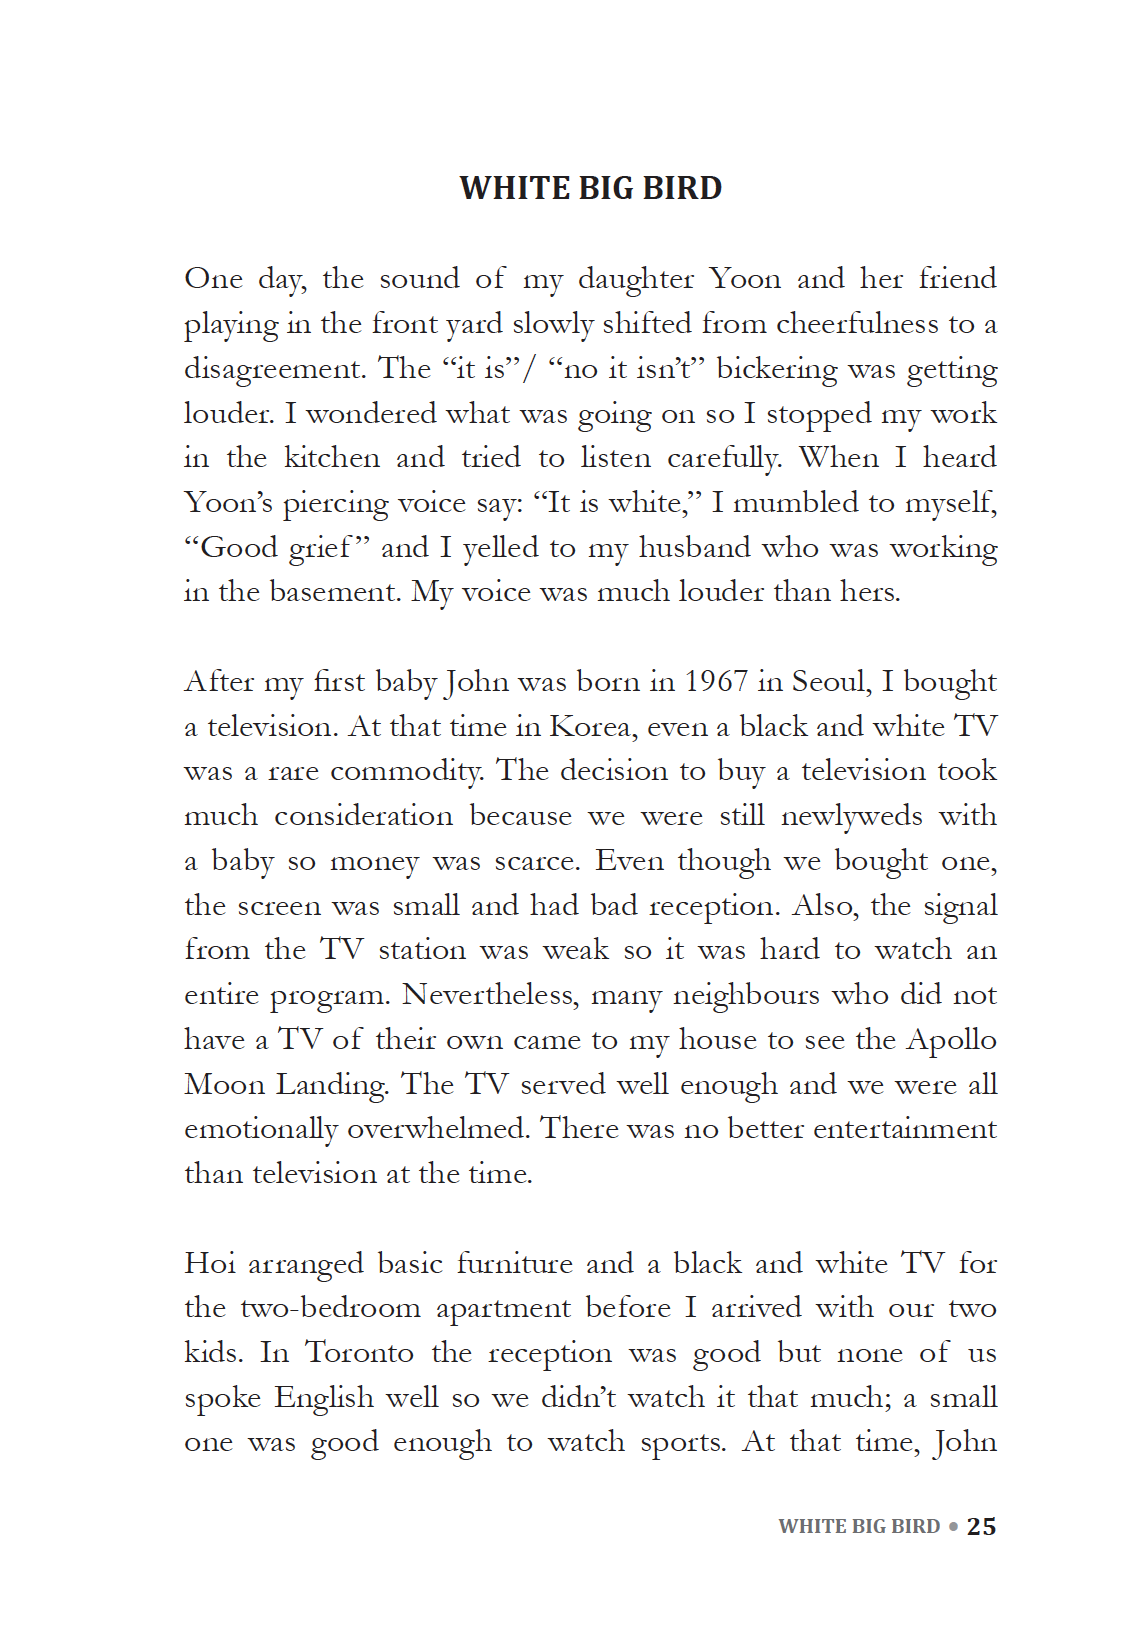 WHITE BIG BIRD
One day, the sound of my daughter Yoon and her friend
playing in the front yard slowly shifted from cheerfulness to a
disagreement. The “it is”/ “no it isn’t” bickering was getting
louder. I wondered what was going on so I stopped my work
in the kitchen and tried to listen carefully. When I heard
Yoon’s piercing voice say: “It is white,” I mumbled to myself,
“Good grief” and I yelled to my husband who was working
in the basement. My voice was much louder than hers.
After my first baby John was born in 1967 in Seoul, I bought
a television. At that time in Korea, even a black and white TV
was a rare commodity. The decision to buy a television took
much consideration because we were still newlyweds with
a baby so money was scarce. Even though we bought one,
the screen was small and had bad reception. Also, the signal
from the TV station was weak so it was hard to watch an
entire program. Nevertheless, many neighbours who did not
have a TV of their own came to my house to see the Apollo
Moon Landing. The TV served well enough and we were all
emotionally overwhelmed. There was no better entertainment
than television at the time.
Hoi arranged basic furniture and a black and white TV for
the two-bedroom apartment before I arrived with our two
kids. In Toronto the reception was good but none of us
spoke English well so we didn’t watch it that much; a small
one was good enough to watch sports. At that time, John
WHITE BIG BIRD • 25